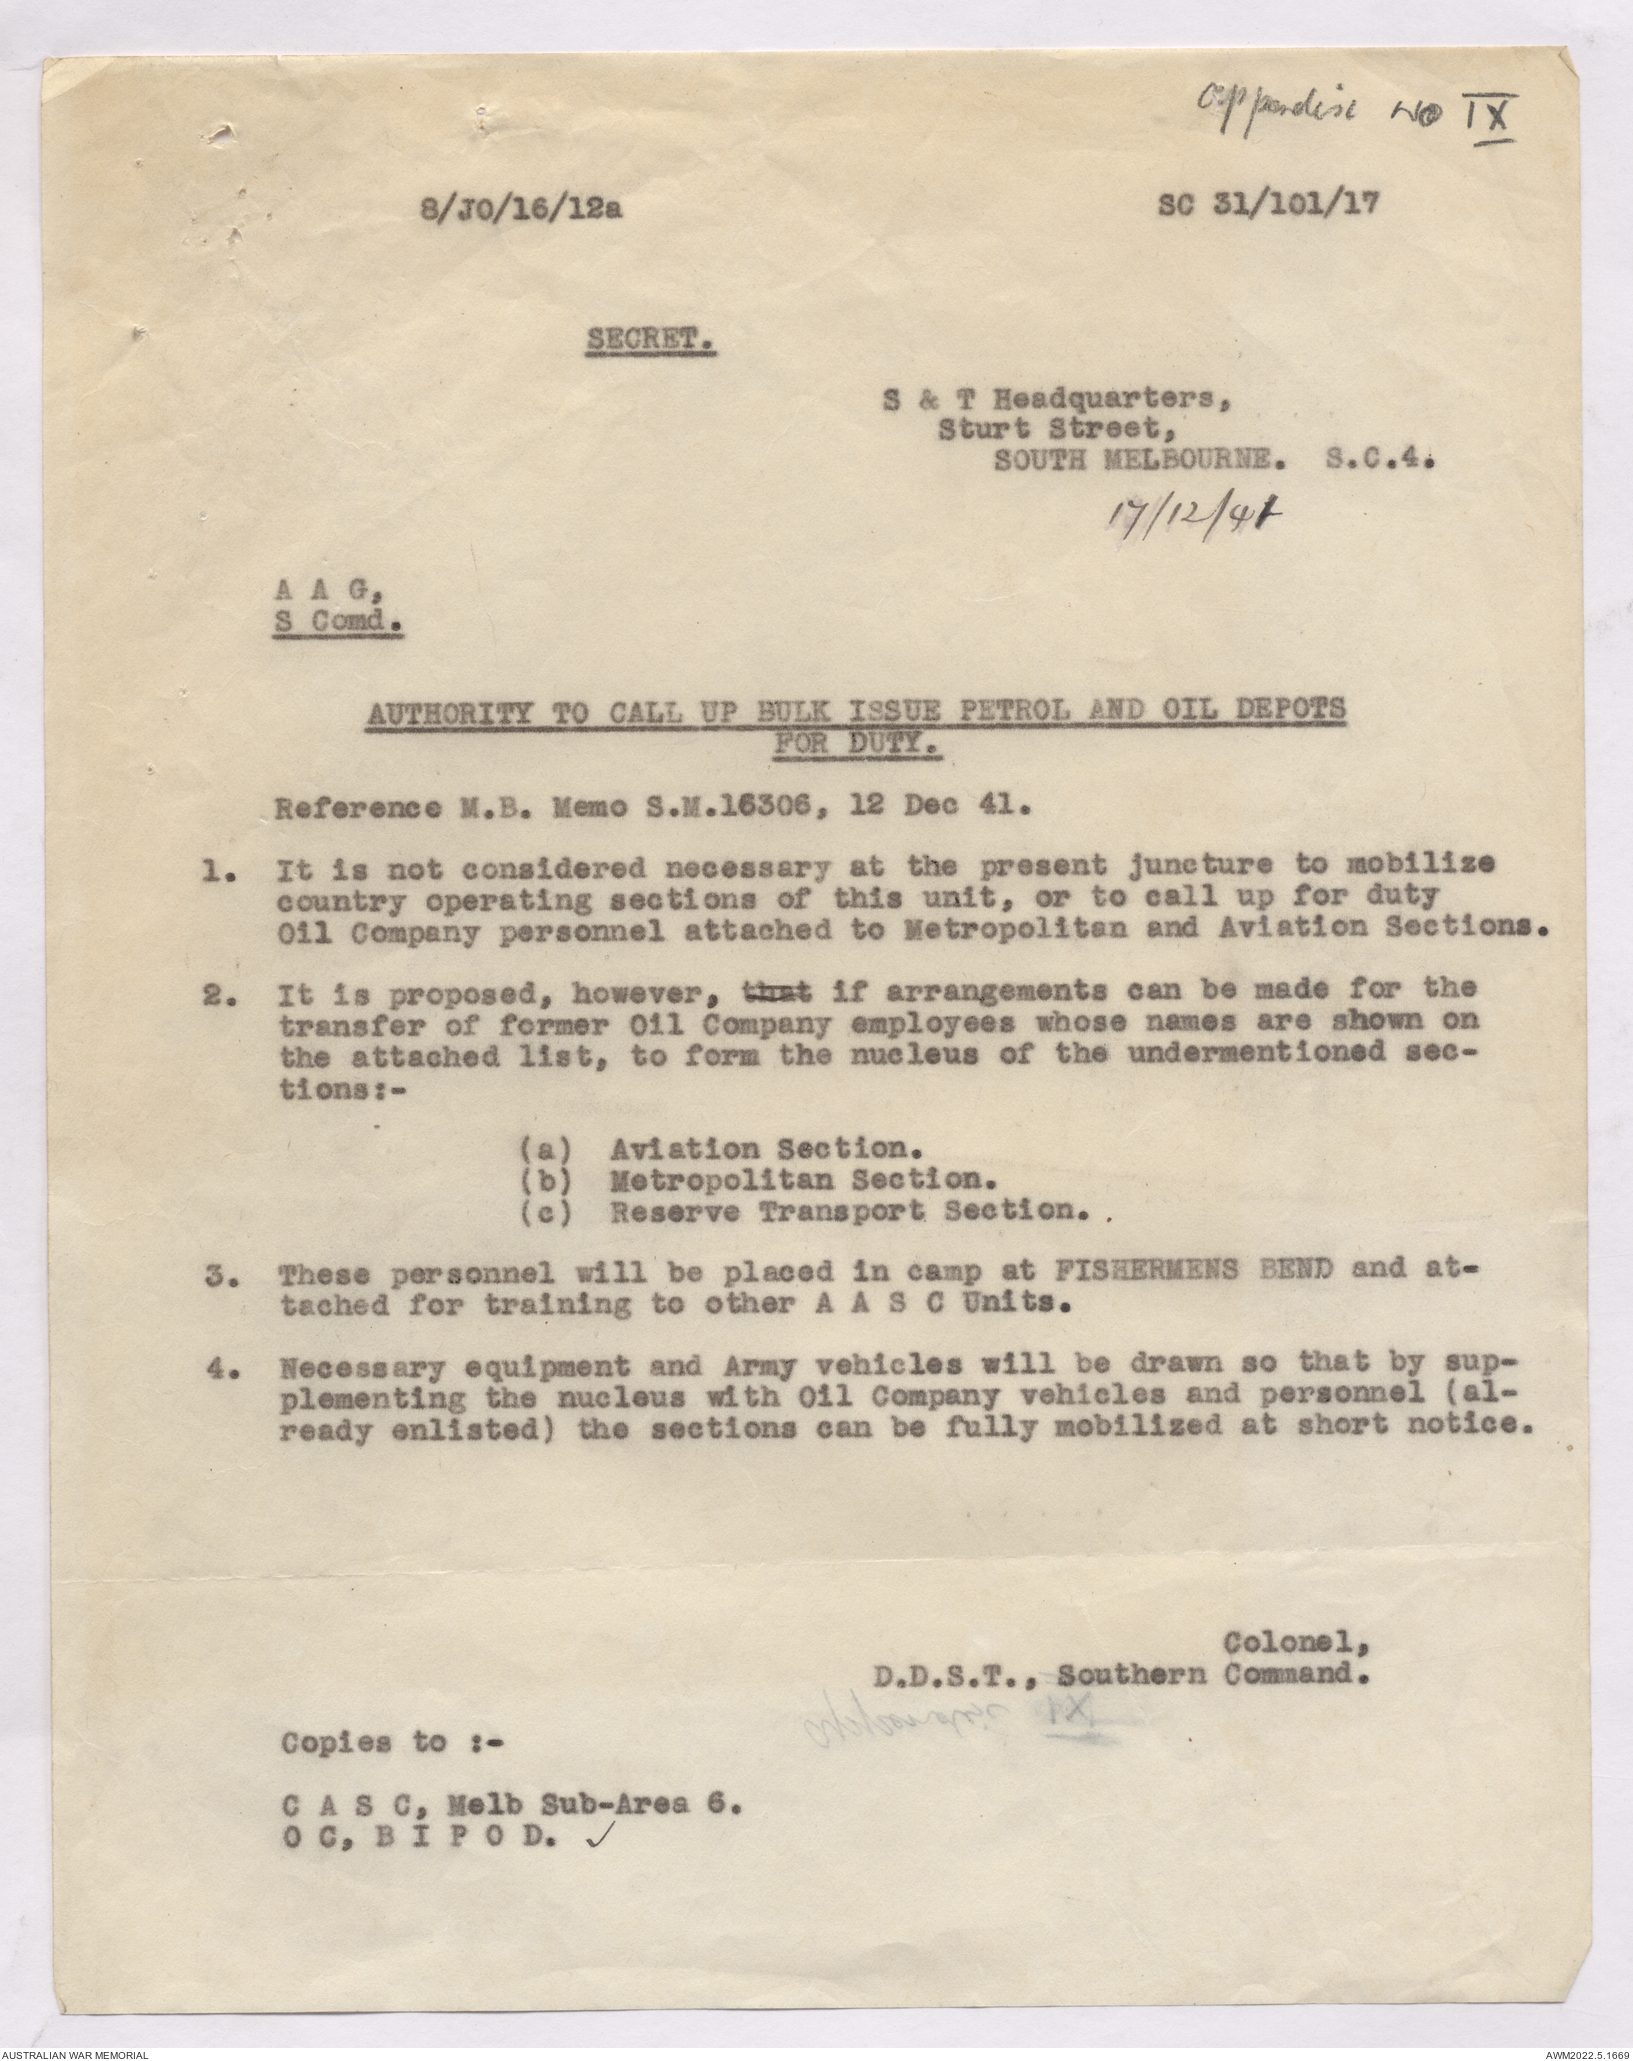 Appendix No IX
8/JO/16/12a SC 31/101/17
SECRET.
S & T Headquarters,
Sturt Street,
SOUTH MELBOURNE. S.C.4.
17/12/41
A A G,
S Comd.
AUTHORITY TO CALL UP BULK ISSUE PETROL AND OIL DEPOTS
FOR DUTY.
Reference M.B. Memo S.M.16306, 12 Dec 41.
1. It is not considered necessary at the present juncture to mobilize
country operating sections of this unit, or to call up for duty
Oil Company personnel attached to Metropolitan and Aviation Sections.
2. It is proposed, however, that if arrangements can be made for the
transfer of former Oil Company employees whose names are shown on
the attached list, to form the nucleus of the undermentioned sec-
tions:-
(a) Aviation Section.
(b) Metropolitan Section.
(c) Reserve Transport Section.
3. These personnel will be placed in camp at FISHERMENS BEND and at-
tached for training to other A A S C Units.
4. Necessary equipment and Army vehicles will be drawn so that by sup-
plementing the nucleus with Oil Company vehicles and personnel (al-
ready enlisted) the sections can be fully mobilized at short notice.
Colonel,
D.D.S.T., Southern Command.
Appendix IX
Copies to :-
C A S C, Melb Sub-Area 6.
O C, B I P O D. ✓
AUSTRALIAN WAR MEMORIAL AWM2022.5.1669